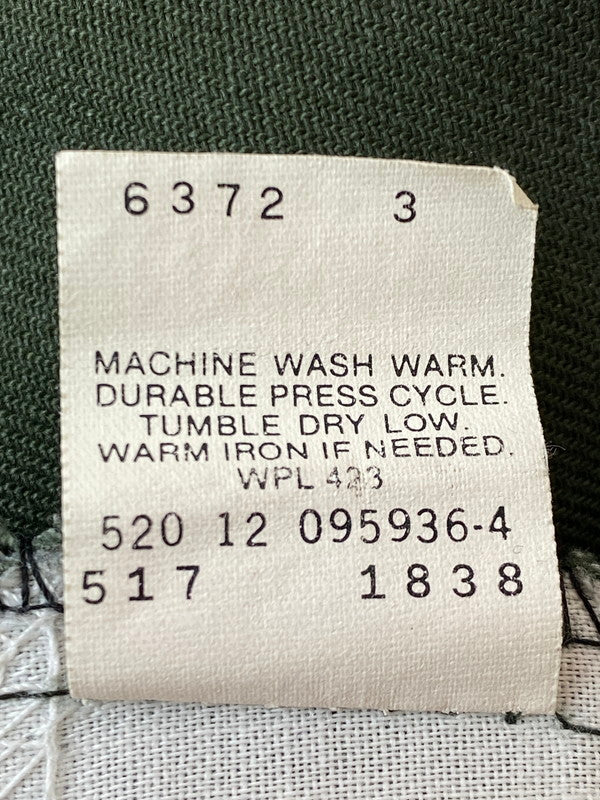 6372 3
MACHINE WASH WARM.
DURABLE PRESS CYCLE.
TUMBLE DRY LOW.
WARM IRON IF NEEDED.
WPL 423
520 12 095936-4
517 1838